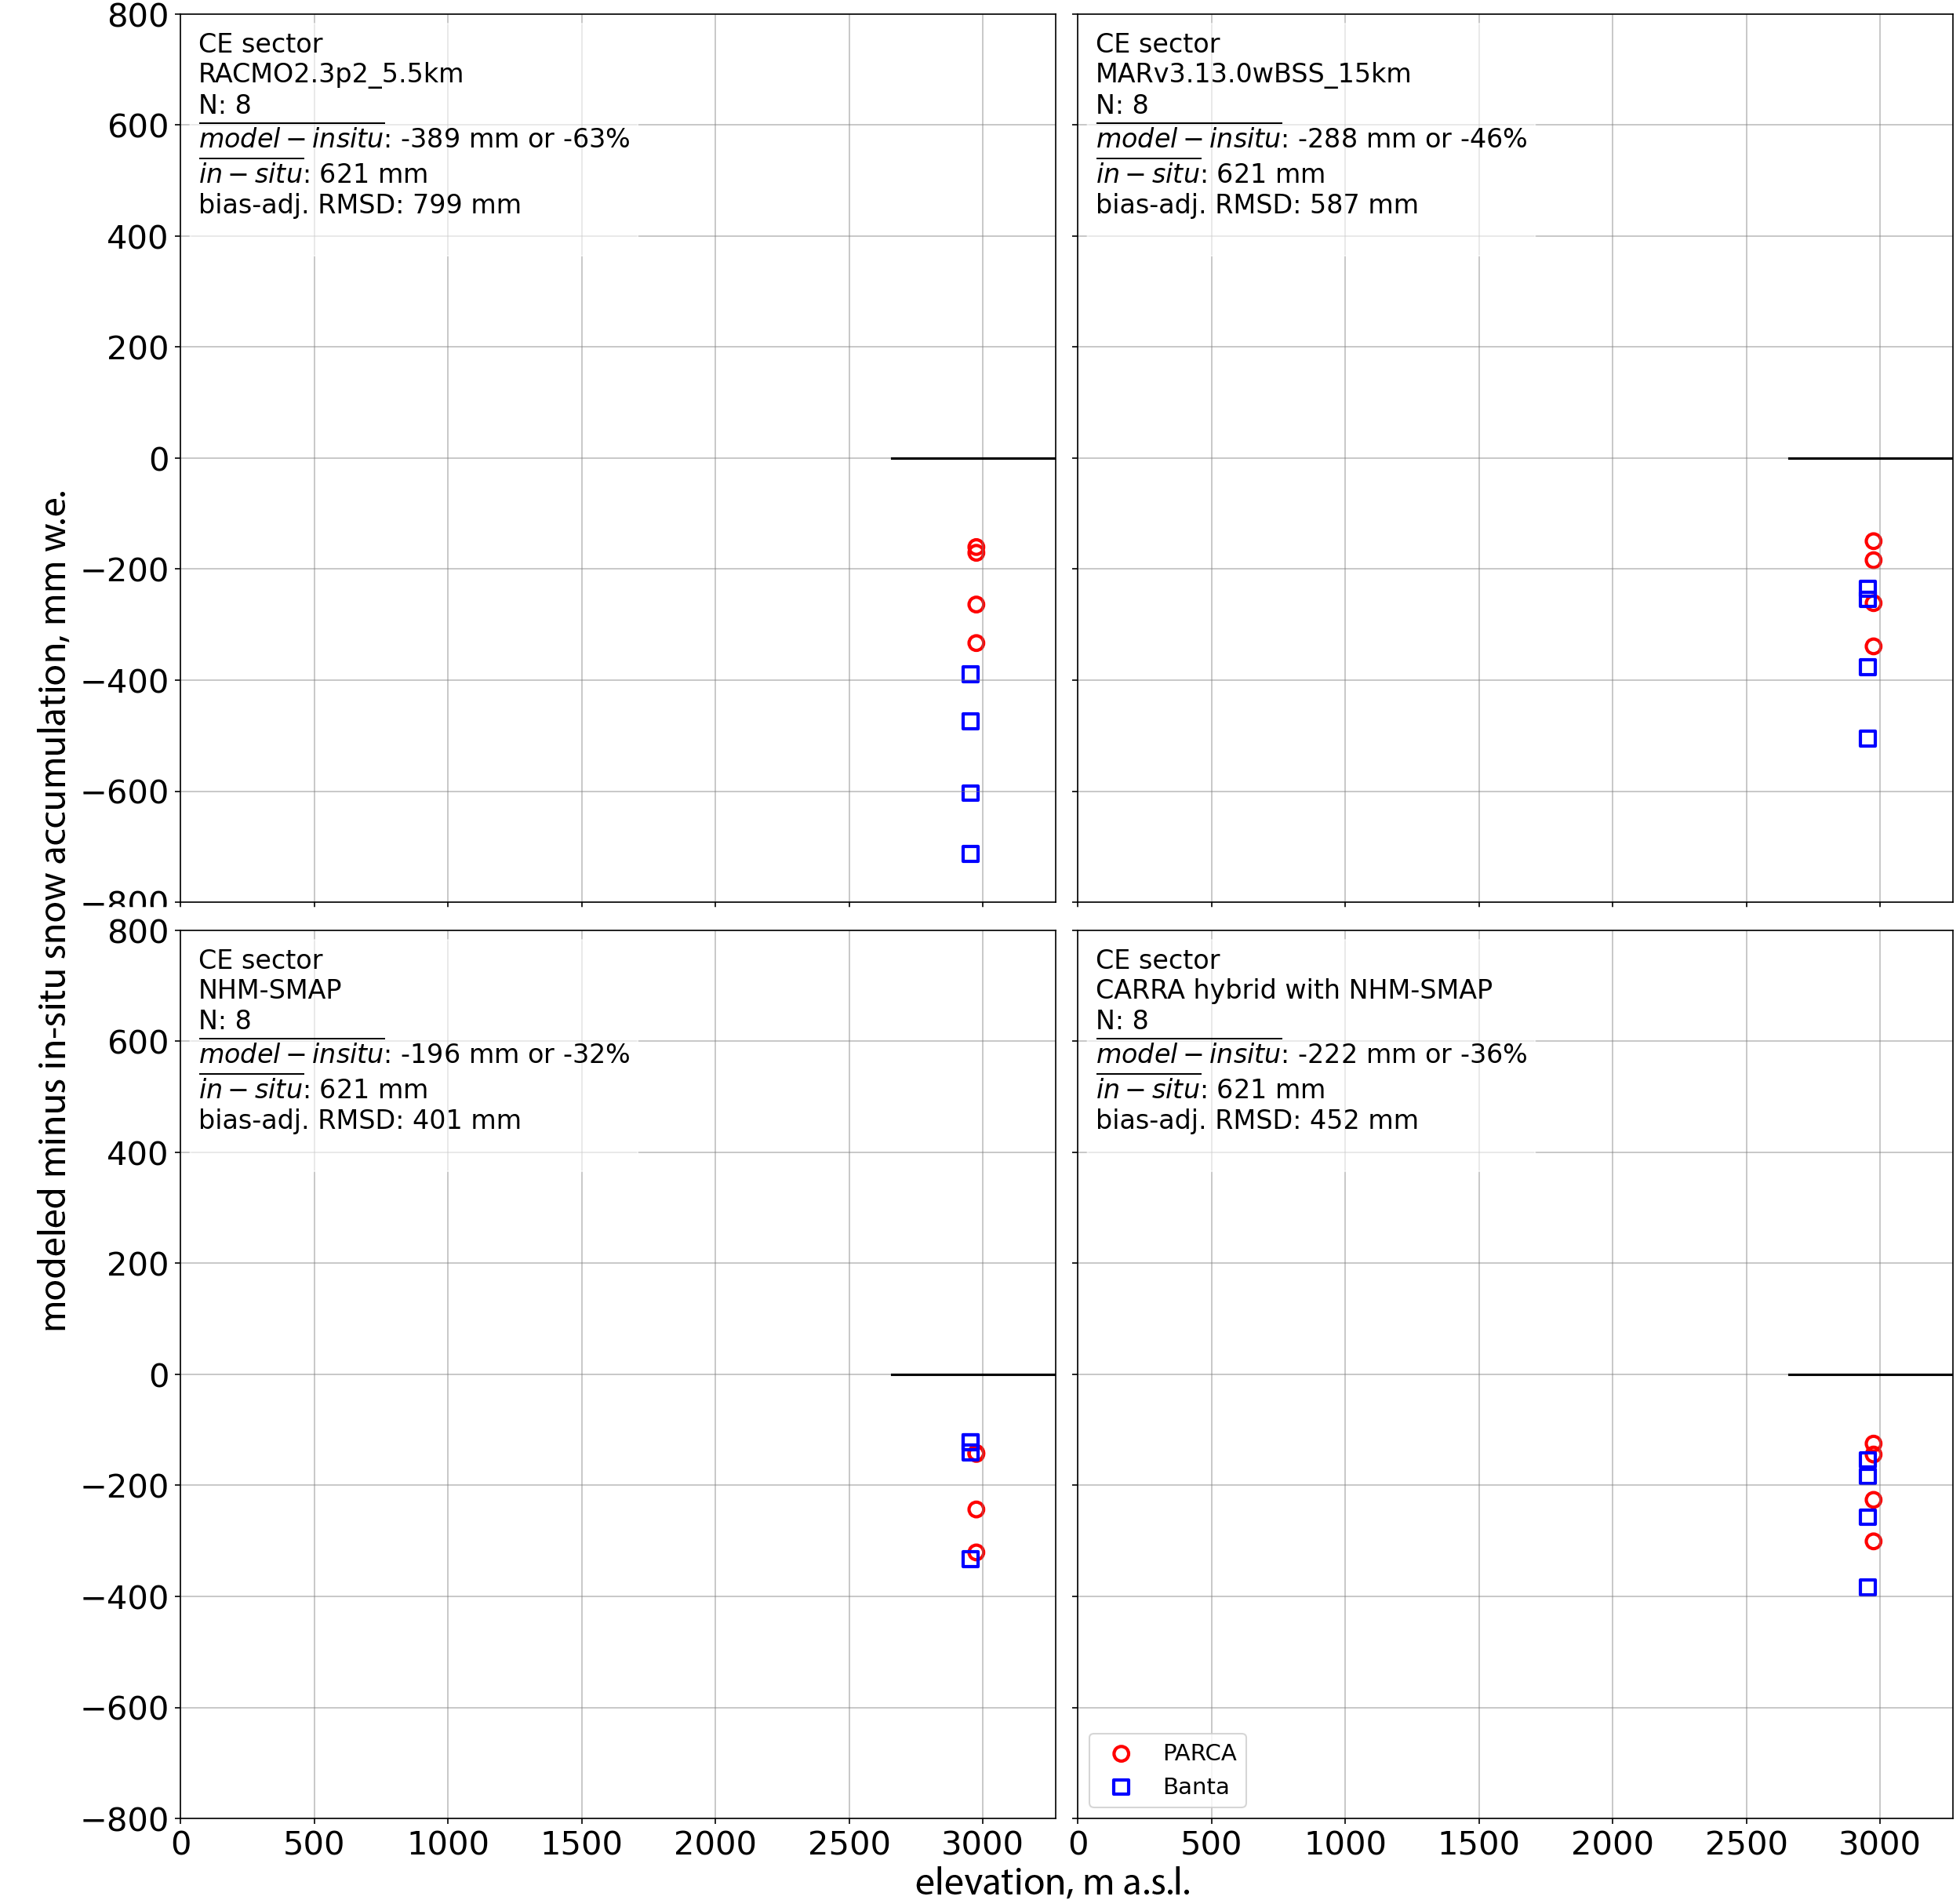 modeled minus in-situ snow accumulation, mm w.e.
800
600
400
200
0
−200
−400
−600
−800
CE sector
RACMO2.3p2_5.5km
N: 8
model − insitu: -389 mm or -63%
in − situ: 621 mm
bias-adj. RMSD: 799 mm
CE sector
MARv3.13.0wBSS_15km
N: 8
model − insitu: -288 mm or -46%
in − situ: 621 mm
bias-adj. RMSD: 587 mm
800
600
400
200
0
−200
−400
−600
−800
CE sector
NHM-SMAP
N: 8
model − insitu: -196 mm or -32%
in − situ: 621 mm
bias-adj. RMSD: 401 mm
CE sector
CARRA hybrid with NHM-SMAP
N: 8
model − insitu: -222 mm or -36%
in − situ: 621 mm
bias-adj. RMSD: 452 mm
PARCA
Banta
0 500 1000 1500 2000 2500 3000
0 500 1000 1500 2000 2500 3000
elevation, m a.s.l.